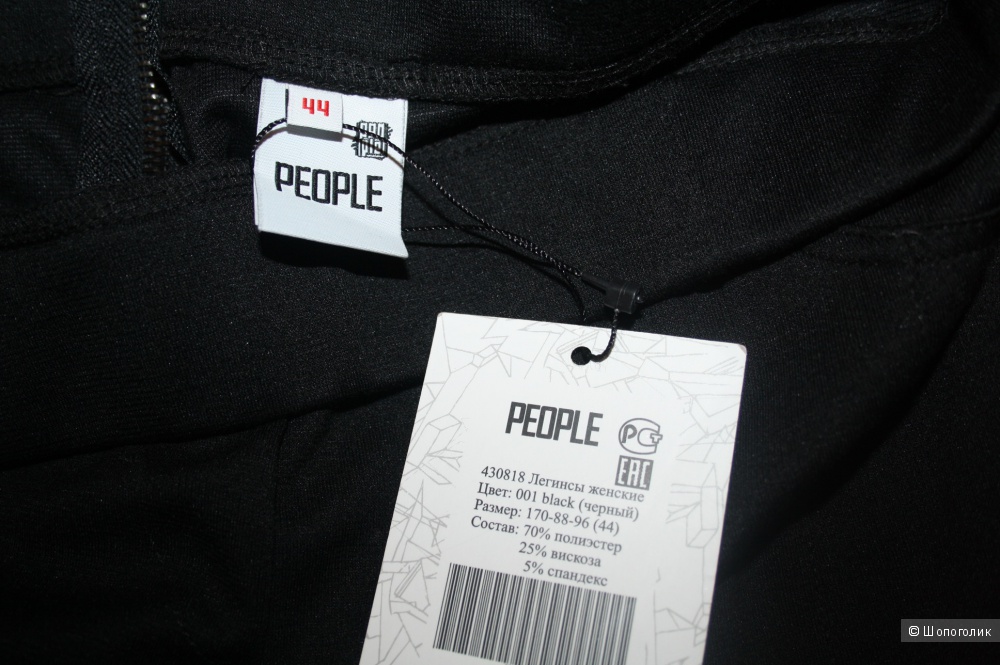 44
PEOPLE
PEOPLE
РСТ
EAC
430818 Легинсы женские
Цвет: 001 black (черный)
Размер: 170-88-96 (44)
Состав: 70% полиэстер
25% вискоза
5% спандекс
© Шопоголик